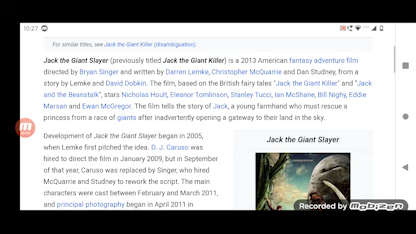 10:27
For similar titles, see Jack the Giant Killer (disambiguation).
Jack the Giant Slayer (previously titled Jack the Giant Killer) is a 2013 American fantasy adventure film
directed by Bryan Singer and written by Darren Lemke, Christopher McQuarrie and Dan Studney, from a
story by Lemke and David Dobkin. The film, based on the British fairy tales "Jack the Giant Killer" and "Jack
and the Beanstalk", stars Nicholas Hoult, Eleanor Tomlinson, Stanley Tucci, Ian McShane, Bill Nighy, Eddie
Marsan and Ewan McGregor. The film tells the story of Jack, a young farmhand who must rescue a
princess from a race of giants after inadvertently opening a gateway to their land in the sky.
Development of Jack the Giant Slayer began in 2005,
when Lemke first pitched the idea. D. J. Caruso was
hired to direct the film in January 2009, but in September
of that year, Caruso was replaced by Singer, who hired
McQuarrie and Studney to rework the script. The main
characters were cast between February and March 2011,
and principal photography began in April 2011 in
Jack the Giant Slayer
Recorded by Mobizen